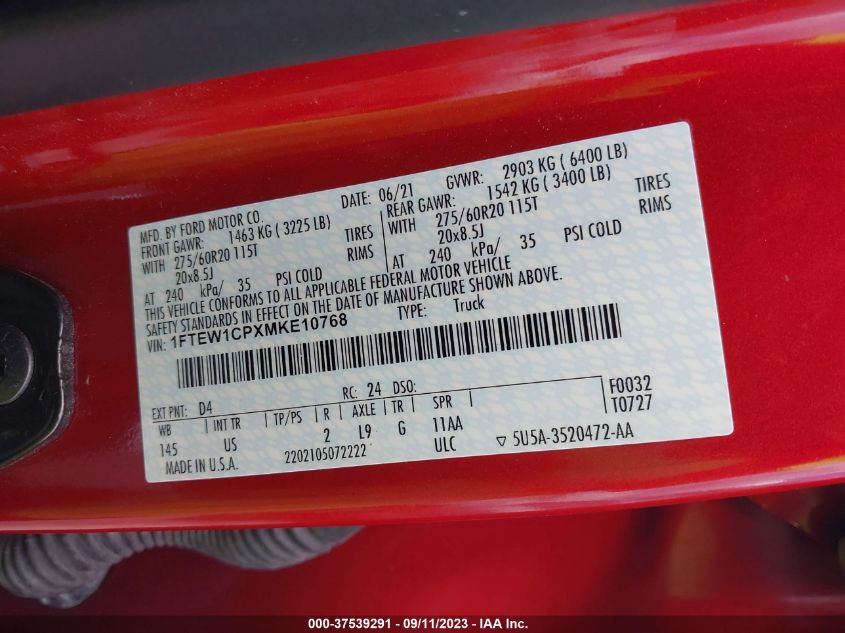 MFD. BY FORD MOTOR CO.
DATE: 06/21 GVWR: 2903 KG ( 6400 LB)
FRONT GAWR: 1463 KG ( 3225 LB) REAR GAWR: 1542 KG ( 3400 LB)
WITH 275/60R20 115T TIRES WITH 275/60R20 115T TIRES
20x8.5J RIMS 20x8.5J RIMS
AT 240 kPa/ 35 PSI COLD AT 240 kPa/ 35 PSI COLD
THIS VEHICLE CONFORMS TO ALL APPLICABLE FEDERAL MOTOR VEHICLE
SAFETY STANDARDS IN EFFECT ON THE DATE OF MANUFACTURE SHOWN ABOVE.
VIN: 1FTEW1CPXMKE10768 TYPE: Truck
EXT PNT: D4 RC: 24 DSO: F0032
WB INT TR TP/PS R AXLE TR SPR T0727
145 US 2 L9 G 11AA
MADE IN U.S.A. 2202105072222 ULC ▽ 5U5A-3520472-AA
000-37539291 - 09/11/2023 - IAA Inc.